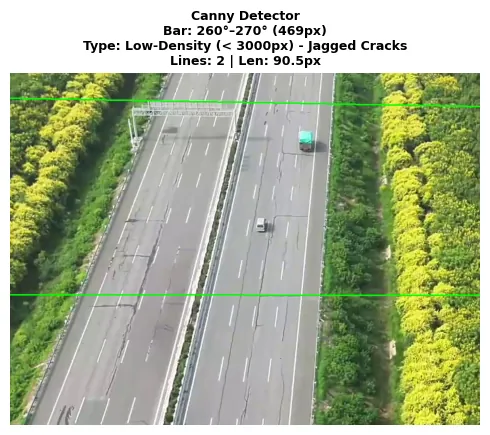 Canny Detector
Bar: 260°–270° (469px)
Type: Low-Density (< 3000px) - Jagged Cracks
Lines: 2 | Len: 90.5px